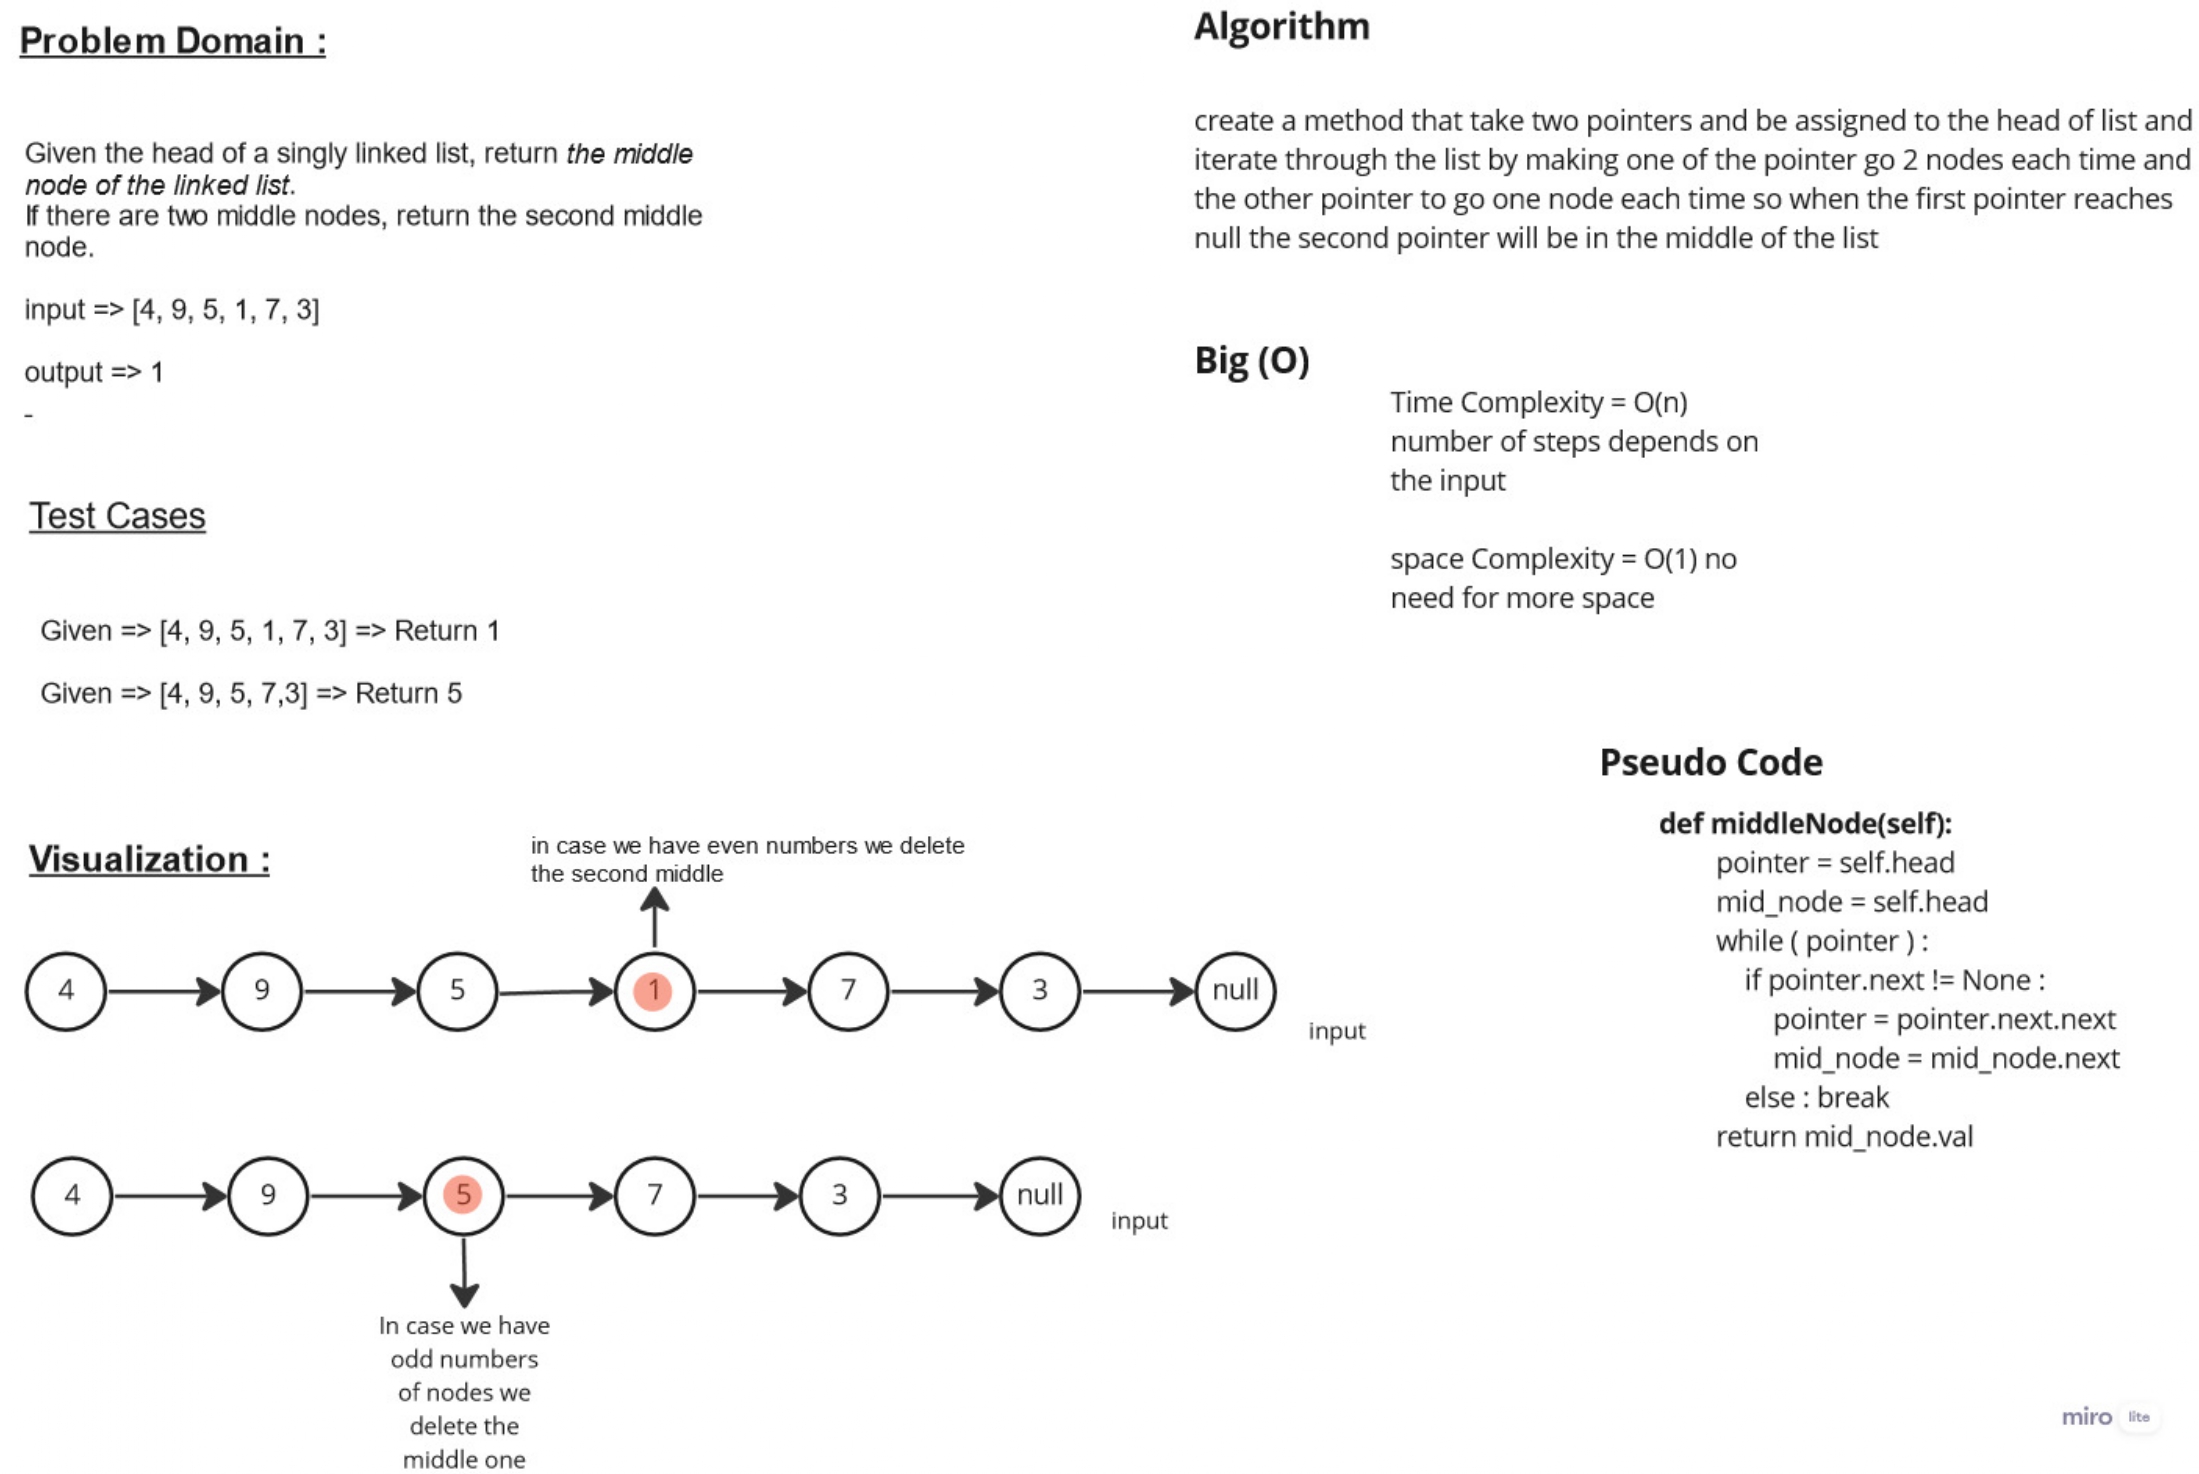 Problem Domain :
Given the head of a singly linked list, return the middle
node of the linked list.
If there are two middle nodes, return the second middle
node.
input => [4, 9, 5, 1, 7, 3]
output => 1
-
Test Cases
Given => [4, 9, 5, 1, 7, 3] => Return 1
Given => [4, 9, 5, 7,3] => Return 5
Visualization :
in case we have even numbers we delete
the second middle
4 9 5 1 7 3 null
input
4 9 5 7 3 null
input
In case we have
odd numbers
of nodes we
delete the
middle one
Algorithm
create a method that take two pointers and be assigned to the head of list and
iterate through the list by making one of the pointer go 2 nodes each time and
the other pointer to go one node each time so when the first pointer reaches
null the second pointer will be in the middle of the list
Big (O)
Time Complexity = O(n)
number of steps depends on
the input
space Complexity = O(1) no
need for more space
Pseudo Code
def middleNode(self):
pointer = self.head
mid_node = self.head
while ( pointer ) :
if pointer.next != None :
pointer = pointer.next.next
mid_node = mid_node.next
else : break
return mid_node.val
miro lite